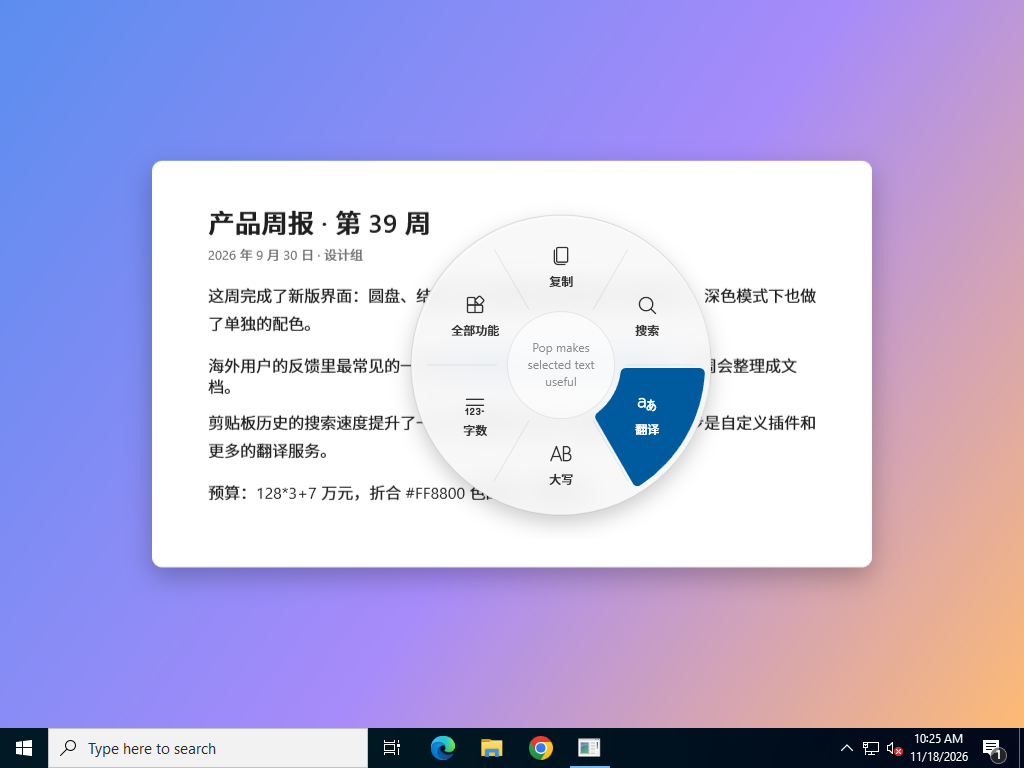 产品周报 · 第 39 周
2026 年 9 月 30 日 · 设计组
这周完成了新版界面：圆盘、结
深色模式下也做
了单独的配色。
海外用户的反馈里最常见的一
周会整理成文
档。
剪贴板历史的搜索速度提升了一
是自定义插件和
更多的翻译服务。
预算：128*3+7 万元，折合 #FF8800 色
复制
全部功能
搜索
Pop makes
selected text
useful
123-
字数
aあ
翻译
AB
大写
Type here to search
10:25 AM
11/18/2026
1